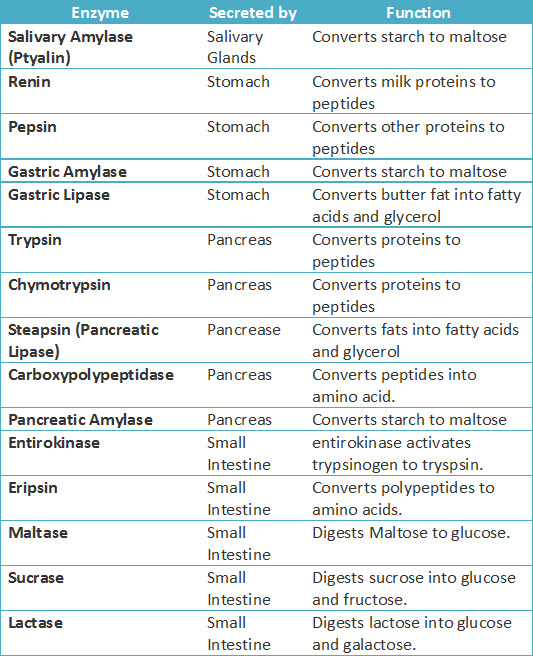 Enzyme Secreted by Function
Salivary Amylase Salivary Converts starch to maltose
(Ptyalin) Glands
Renin Stomach Converts milk proteins to
peptides
Pepsin Stomach Converts other proteins to
peptides
Gastric Amylase Stomach Converts starch to maltose
Gastric Lipase Stomach Converts butter fat into fatty
acids and glycerol
Trypsin Pancreas Converts proteins to
peptides
Chymotrypsin Pancreas Converts proteins to
peptides
Steapsin (Pancreatic Pancrease Converts fats into fatty acids
Lipase) and glycerol
Carboxypolypeptidase Pancreas Converts peptides into
amino acid.
Pancreatic Amylase Pancreas Converts starch to maltose
Entirokinase Small entirokinase activates
Intestine trypsinogen to tryspsin.
Eripsin Small Converts polypeptides to
Intestine amino acids.
Maltase Small Digests Maltose to glucose.
Intestine
Sucrase Small Digests sucrose into glucose
Intestine and fructose.
Lactase Small Digests lactose into glucose
Intestine and galactose.